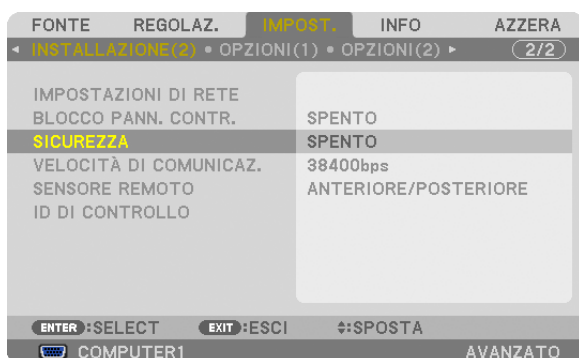 FONTE REGOLAZ. IMPOST. INFO AZZERA
◄ INSTALLAZIONE(2) • OPZIONI(1) • OPZIONI(2) ► 2/2
IMPOSTAZIONI DI RETE
BLOCCO PANN. CONTR. SPENTO
SICUREZZA SPENTO
VELOCITÀ DI COMUNICAZ. 38400bps
SENSORE REMOTO ANTERIORE/POSTERIORE
ID DI CONTROLLO
ENTER :SELECT EXIT :ESCI ♦:SPOSTA
COMPUTER1 AVANZATO